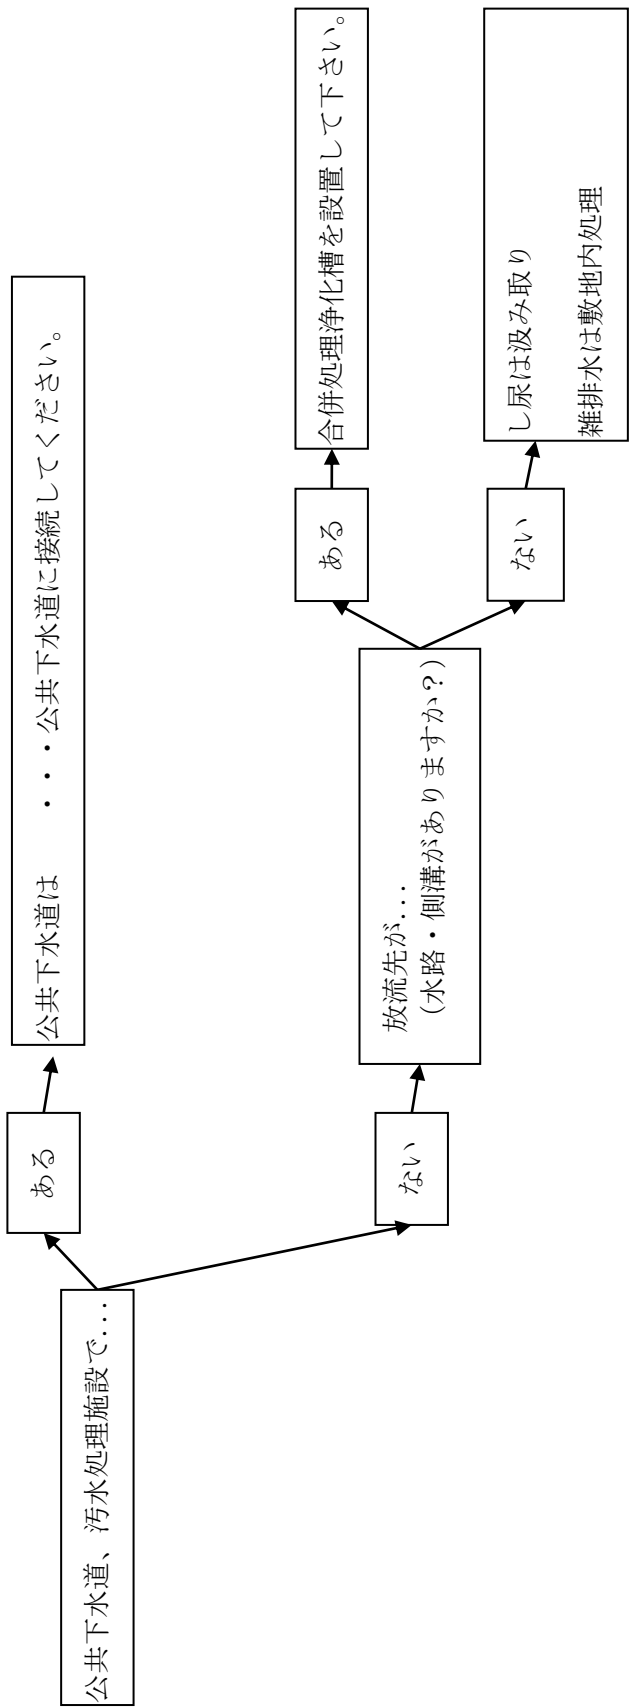 公共下水道、汚水処理施設で...
ある
公共下水道は　・・・公共下水道に接続してください。
ない
放流先が...
（水路・側溝がありますか？）
ある
合併処理浄化槽を設置して下さい。
ない
し尿は汲み取り
雑排水は敷地内処理